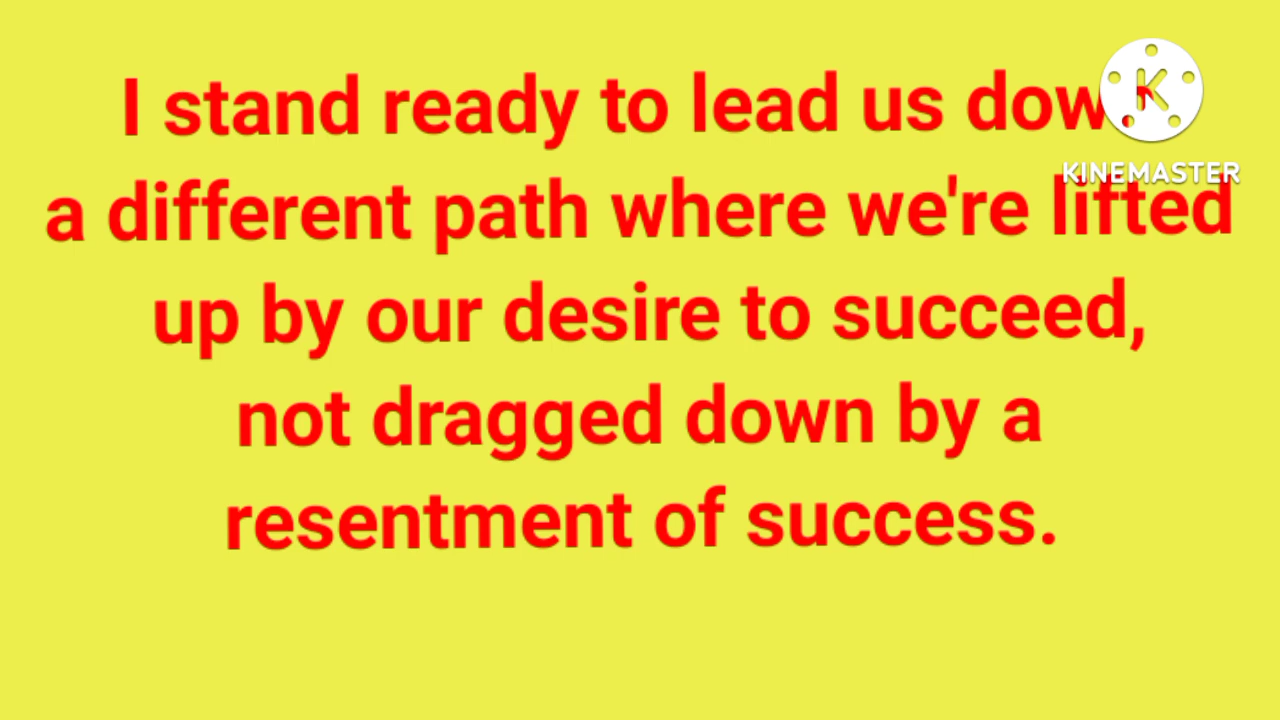 I stand ready to lead us down
a different path where we're lifted
up by our desire to succeed,
not dragged down by a
resentment of success.
K
KINEMASTER